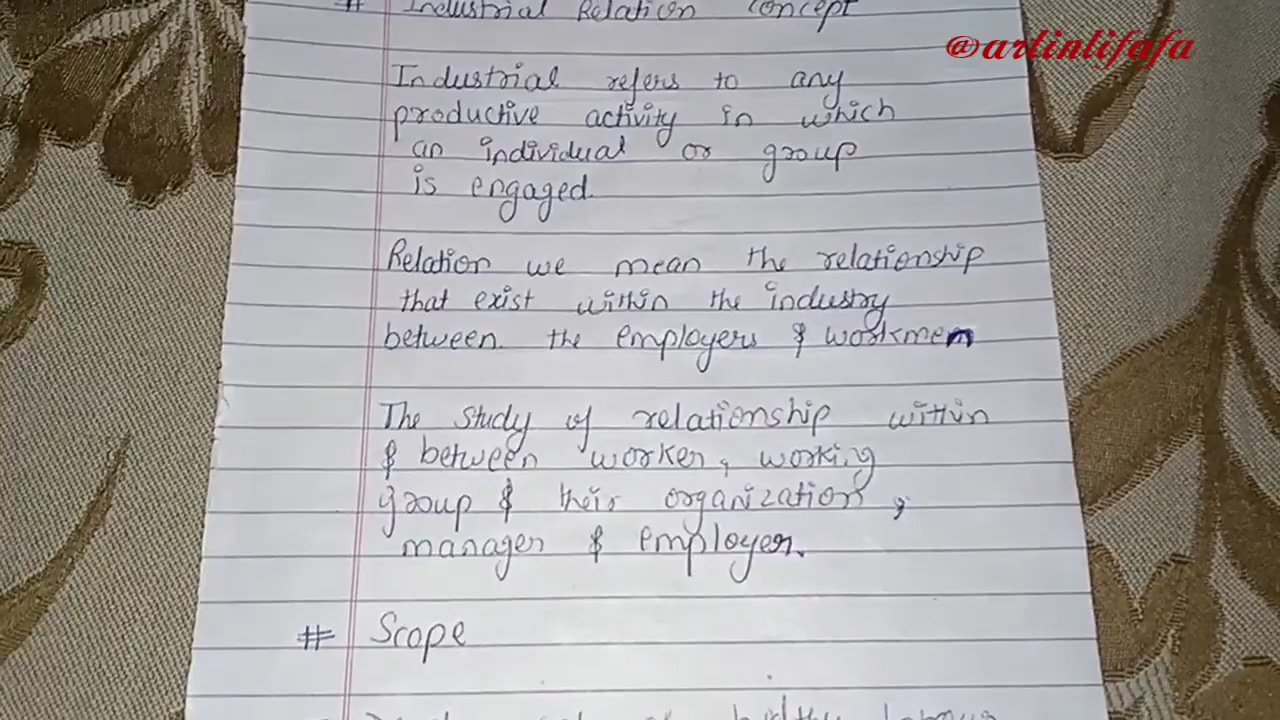 # Industrial Relation Concept
@artinlifafa
Industrial refers to any
productive activity in which
an individual or group
is engaged.
Relation we mean the relationship
that exist within the industry
between the employers & workmen
The study of relationship within
& between worker, working
group & their organization,
manager & employer.
# Scope